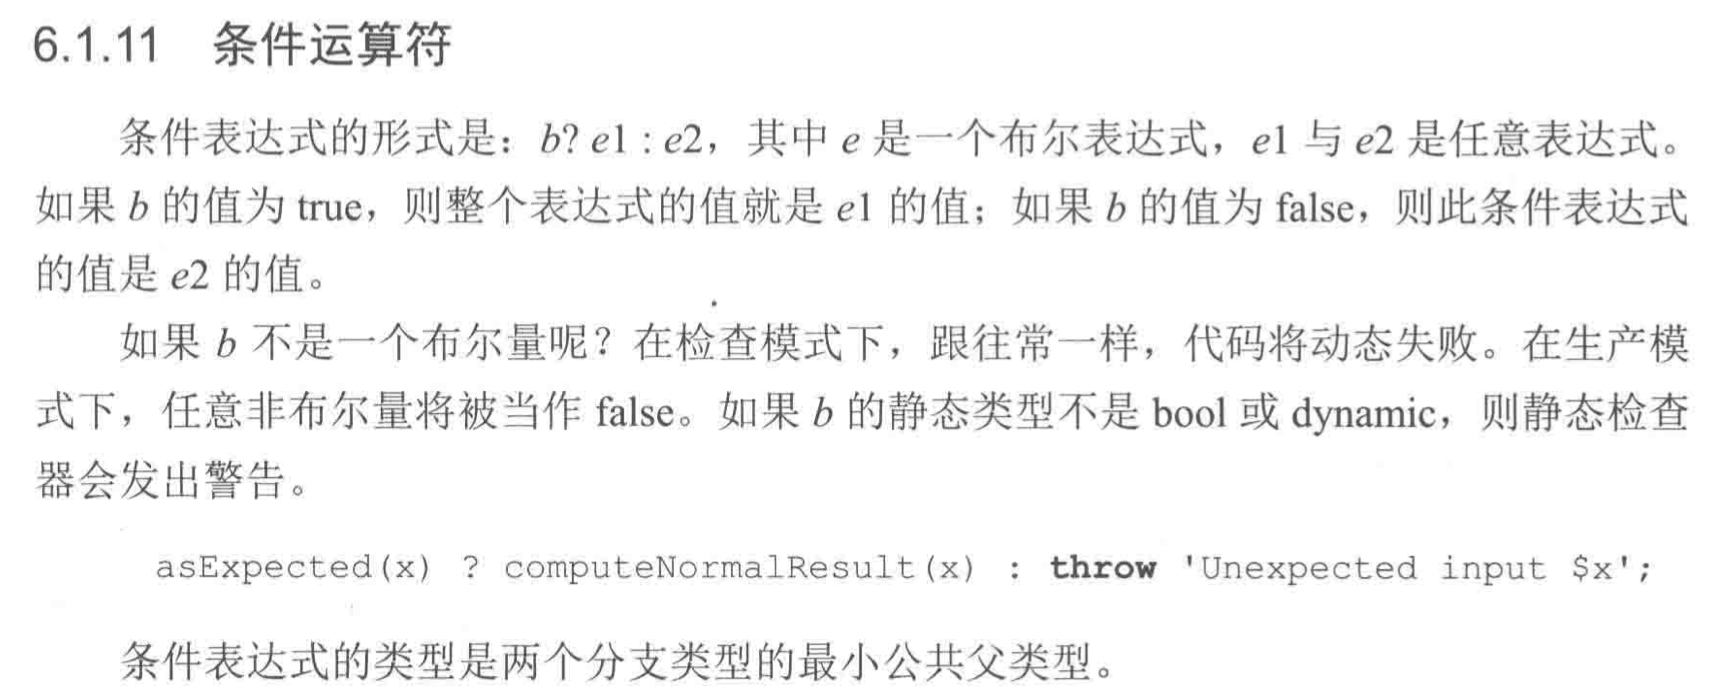 6.1.11 条件运算符
条件表达式的形式是：b? e1 : e2，其中 e 是一个布尔表达式，e1 与 e2 是任意表达式。
如果 b 的值为 true，则整个表达式的值就是 e1 的值；如果 b 的值为 false，则此条件表达式
的值是 e2 的值。
如果 b 不是一个布尔量呢？在检查模式下，跟往常一样，代码将动态失败。在生产模
式下，任意非布尔量将被当作 false。如果 b 的静态类型不是 bool 或 dynamic，则静态检查
器会发出警告。
asExpected(x) ? computeNormalResult(x) : throw 'Unexpected input $x';
条件表达式的类型是两个分支类型的最小公共父类型。